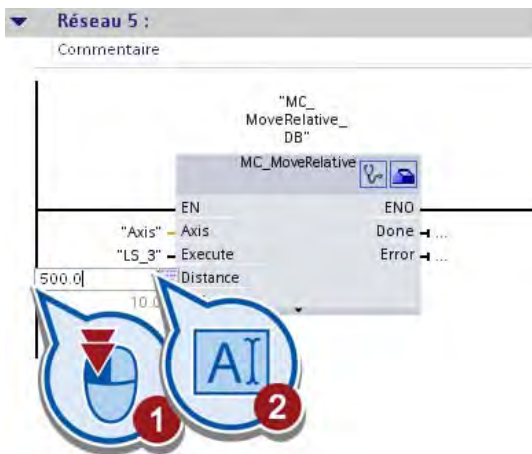 Réseau 5 :
Commentaire
"MC_
MoveRelative_
DB"
MC_MoveRelative
EN ENO
"Axis" Axis Done ...
"LS_3" Execute Error ...
500.0 Distance
10.0
1
AI
2